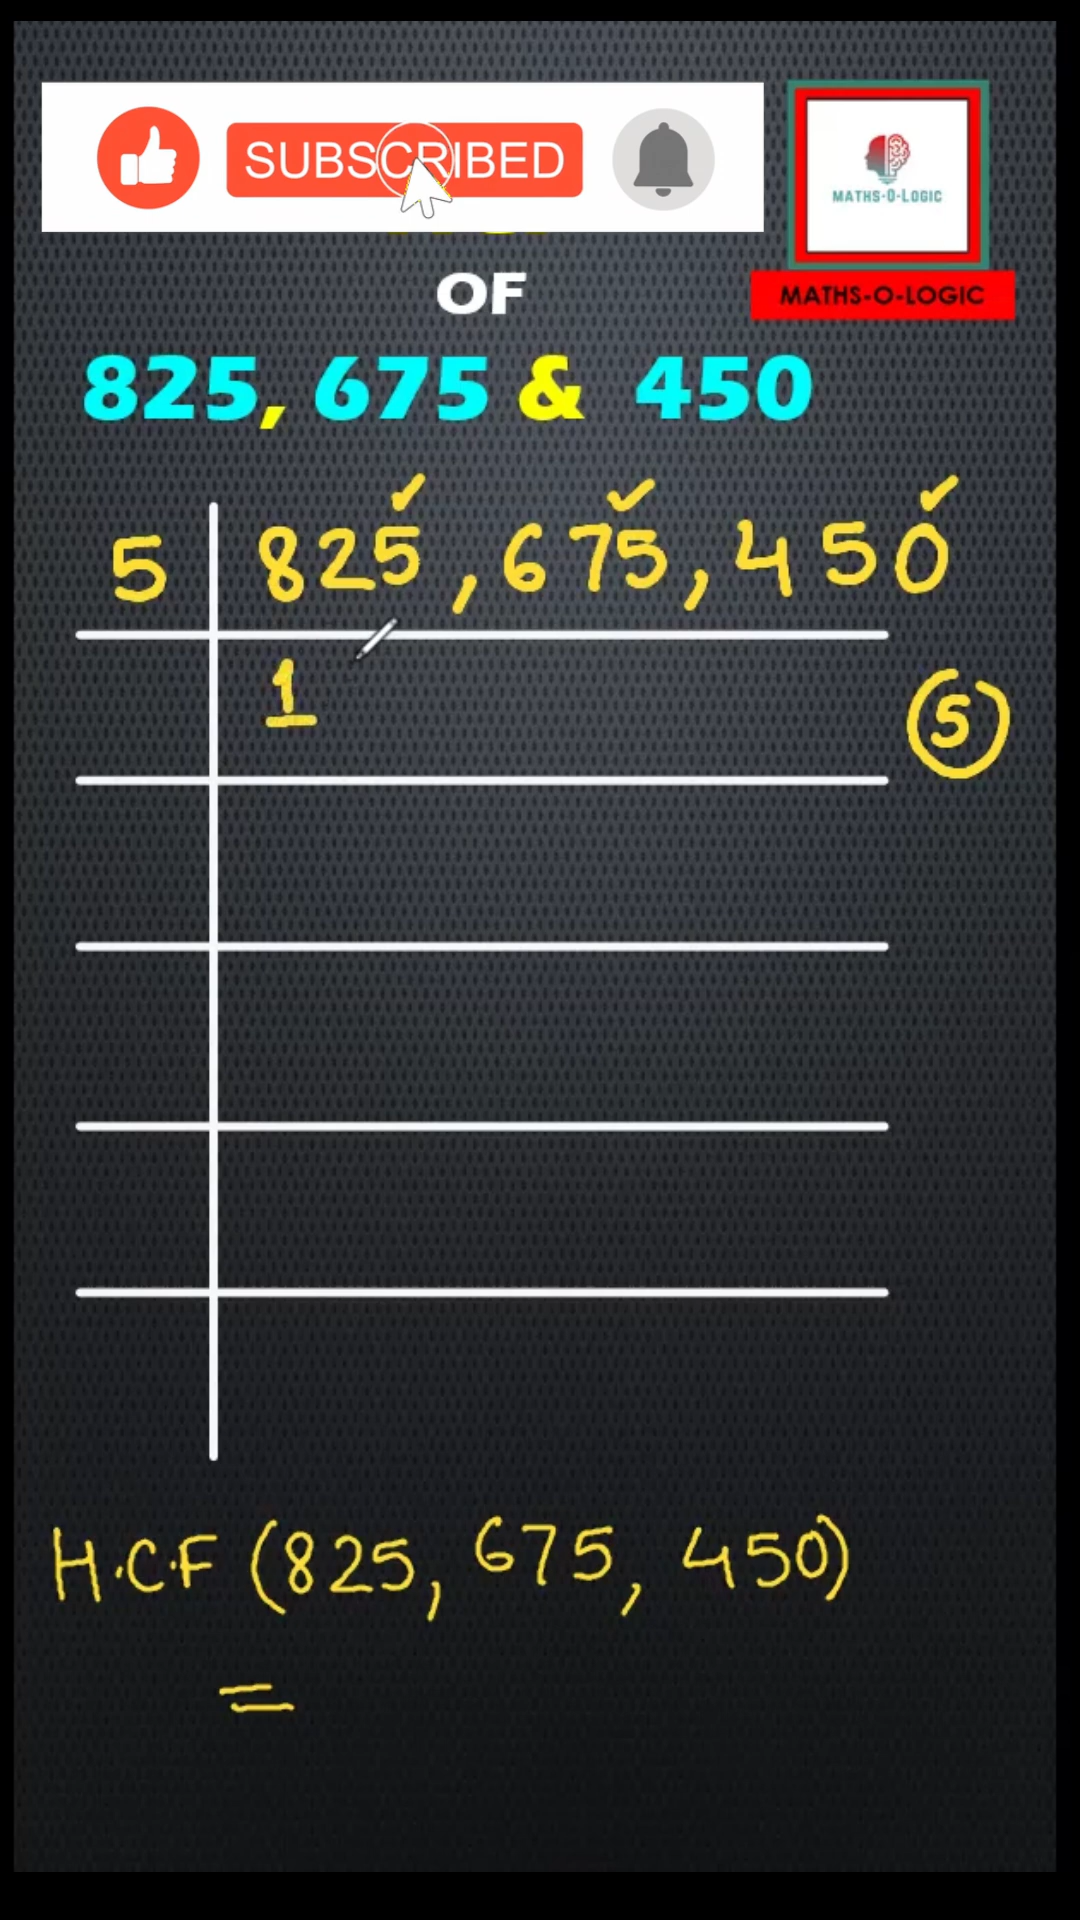 SUBSCRIBED
MATHS-O-LOGIC
MATHS-O-LOGIC
OF
825, 675 & 450
5 825, 675, 450
1
5
H.C.F (825, 675, 450)
=